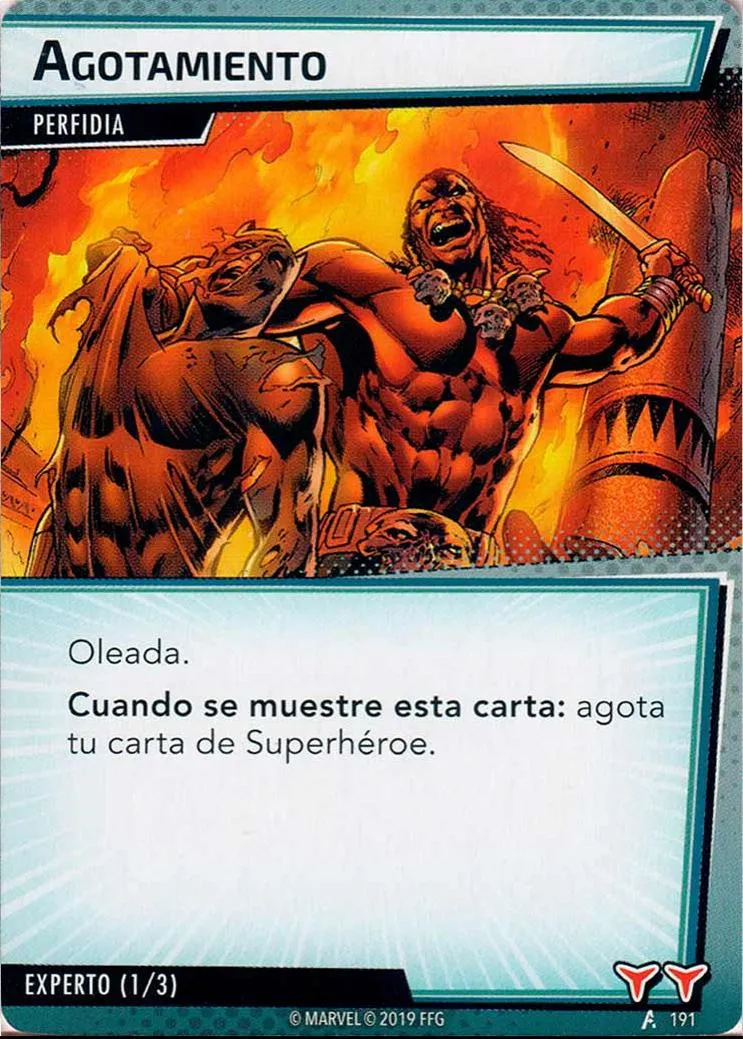 AGOTAMIENTO
PERFIDIA
Oleada.
Cuando se muestre esta carta: agota
tu carta de Superhéroe.
EXPERTO (1/3)
© MARVEL © 2019 FFG
191